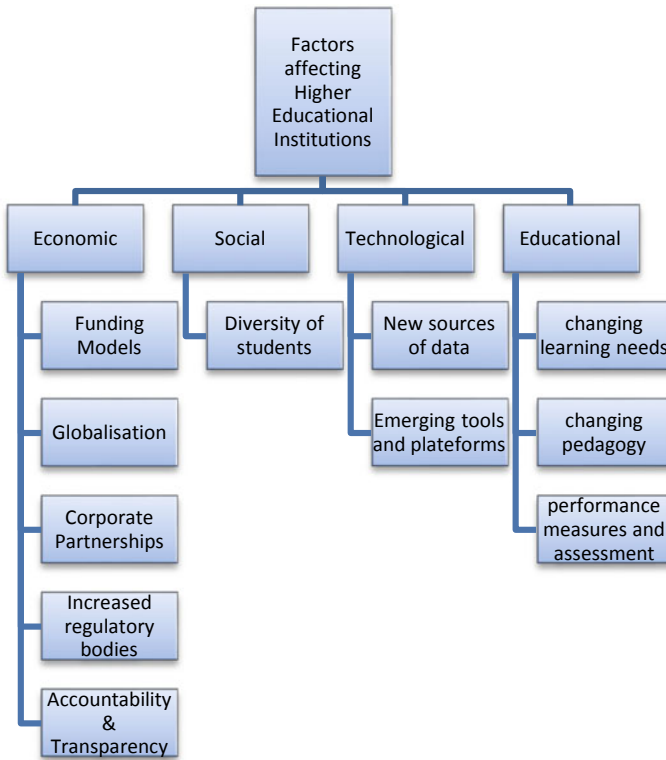 Factors
affecting
Higher
Educational
Institutions
Economic
Social
Technological
Educational
Funding
Models
Globalisation
Corporate
Partnerships
Increased
regulatory
bodies
Accountability
&
Transparency
Diversity of
students
New sources
of data
Emerging tools
and plateforms
changing
learning needs
changing
pedagogy
performance
measures and
assessment